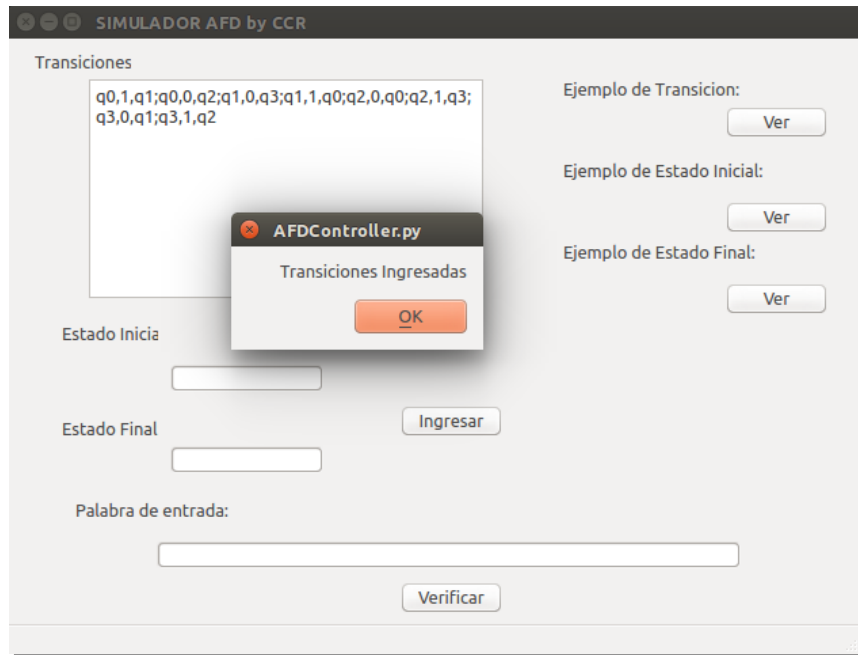 SIMULADOR AFD by CCR
Transiciones
q0,1,q1;q0,0,q2;q1,0,q3;q1,1,q0;q2,0,q0;q2,1,q3;
q3,0,q1;q3,1,q2
Ejemplo de Transicion:
Ver
Ejemplo de Estado Inicial:
Ver
Ejemplo de Estado Final:
Ver
AFDController.py
Transiciones Ingresadas
OK
Estado Inicia
Estado Final
Ingresar
Palabra de entrada:
Verificar